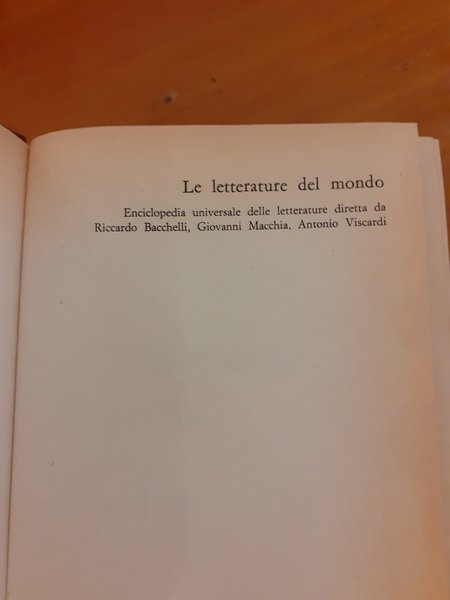 Le letterature del mondo
Enciclopedia universale delle letterature diretta da
Riccardo Bacchelli, Giovanni Macchia, Antonio Viscardi